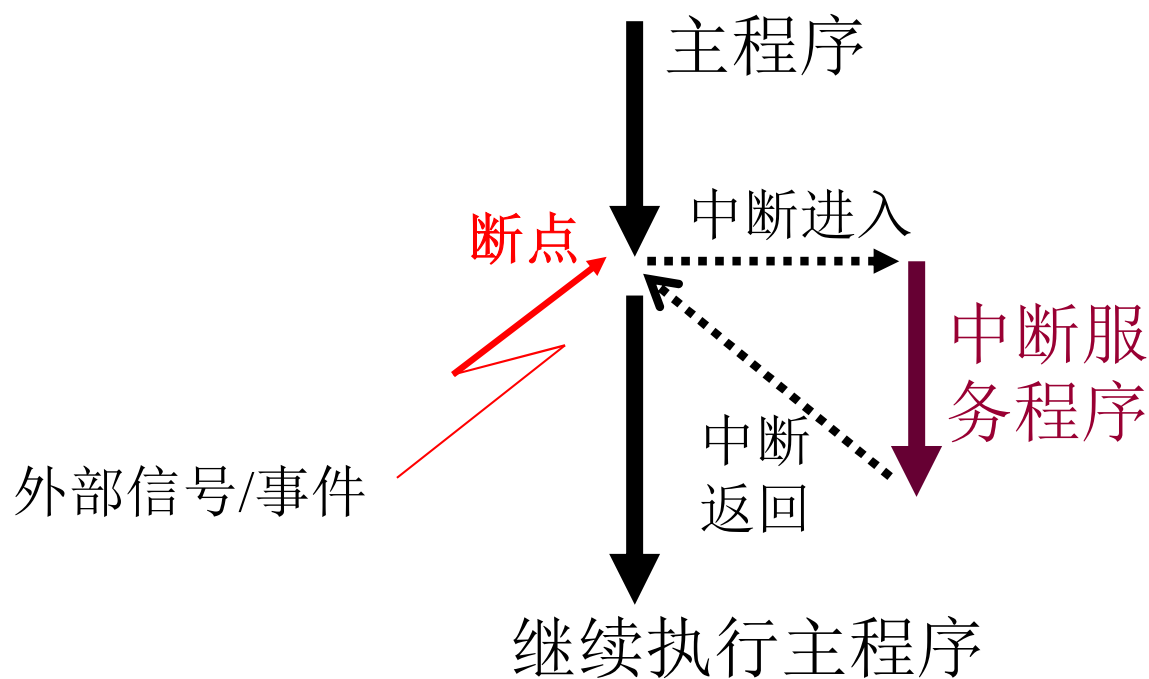 主程序
中断进入
断点
中断服
务程序
中断
返回
外部信号/事件
继续执行主程序